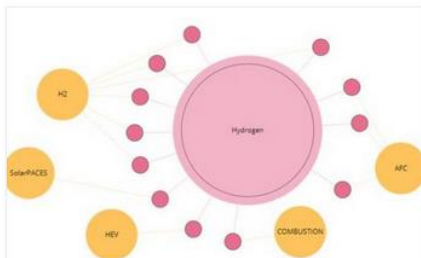 H2
Hydrogen
SolarPACES
AFC
HEV
COMBUSTION